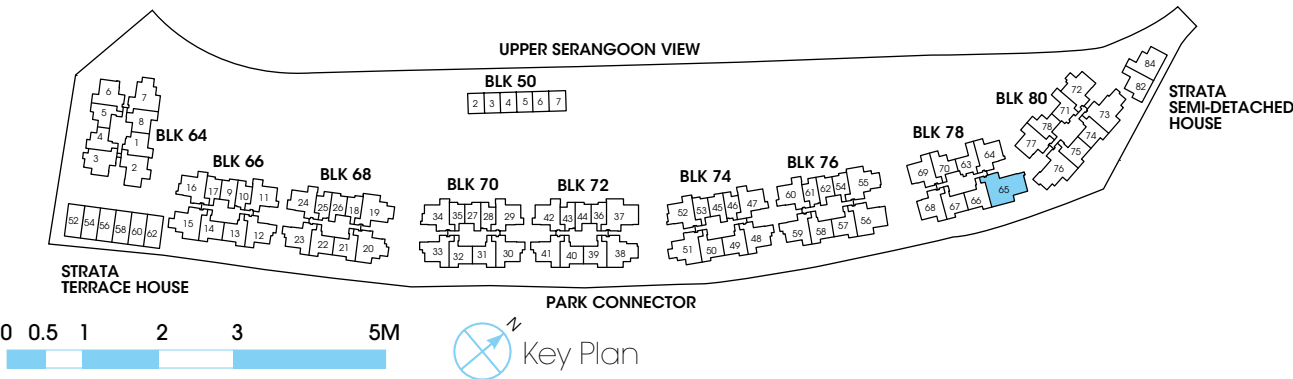 UPPER SERANGOON VIEW
BLK 50
2 3 4 5 6 7
BLK 64
6 7
5 8
4 1
3 2
BLK 66
16 17 9 10 11
15 14 13 12
BLK 68
24 25 26 18 19
23 22 21 20
BLK 70
34 35 27 28 29
33 32 31 30
BLK 72
42 43 44 36 37
41 40 39 38
BLK 74
52 53 45 46 47
51 50 49 48
BLK 76
60 61 62 54 55
59 58 57 56
BLK 78
69 70 63 64
68 67 66 65
BLK 80
72
71 73
78 74
77 75
76
84
82
STRATA
SEMI-DETACHED
HOUSE
52 54 56 58 60 62
STRATA
TERRACE HOUSE
PARK CONNECTOR
0 0.5 1 2 3 5M
N
Key Plan